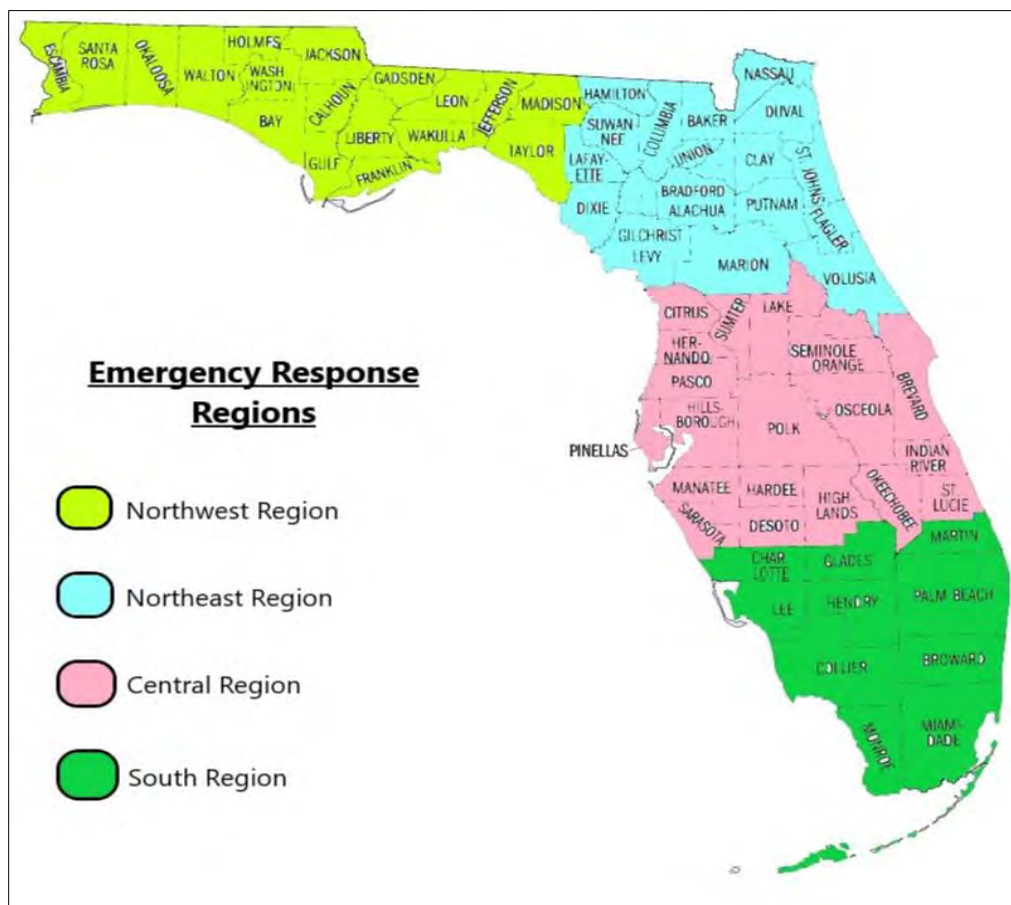 ESCAMBIA
SANTA
ROSA
OKALOOSA
WALTON
HOLMES
WASH
INGTON
BAY
JACKSON
CALHOUN
GULF
GADSDEN
LIBERTY
FRANKLIN
LEON
WAKULLA
JEFFERSON
MADISON
TAYLOR
HAMILTON
SUWAN
NEE
LAFAY-
ETTE
DIXIE
COLUMBIA
BAKER
UNION
BRADFORD
ALACHUA
GILCHRIST
LEVY
MARION
NASSAU
DUVAL
CLAY
ST. JOHNS
PUTNAM
FLAGLER
VOLUSIA
CITRUS
SUMTER
LAKE
HER-
NANDO
SEMINOLE
ORANGE
PASCO
HILLS-
BOROUGH
PINELLAS
POLK
OSCEOLA
BREVARD
INDIAN
RIVER
MANATEE
HARDEE
HIGH
LANDS
OKEECHOBEE
ST.
LUCIE
SARASOTA
DESOTO
MARTIN
CHAR
LOTTE
GLADES
LEE
HENDRY
PALM BEACH
COLLIER
BROWARD
MONROE
MIAMI-
DADE
Emergency Response
Regions
Northwest Region
Northeast Region
Central Region
South Region